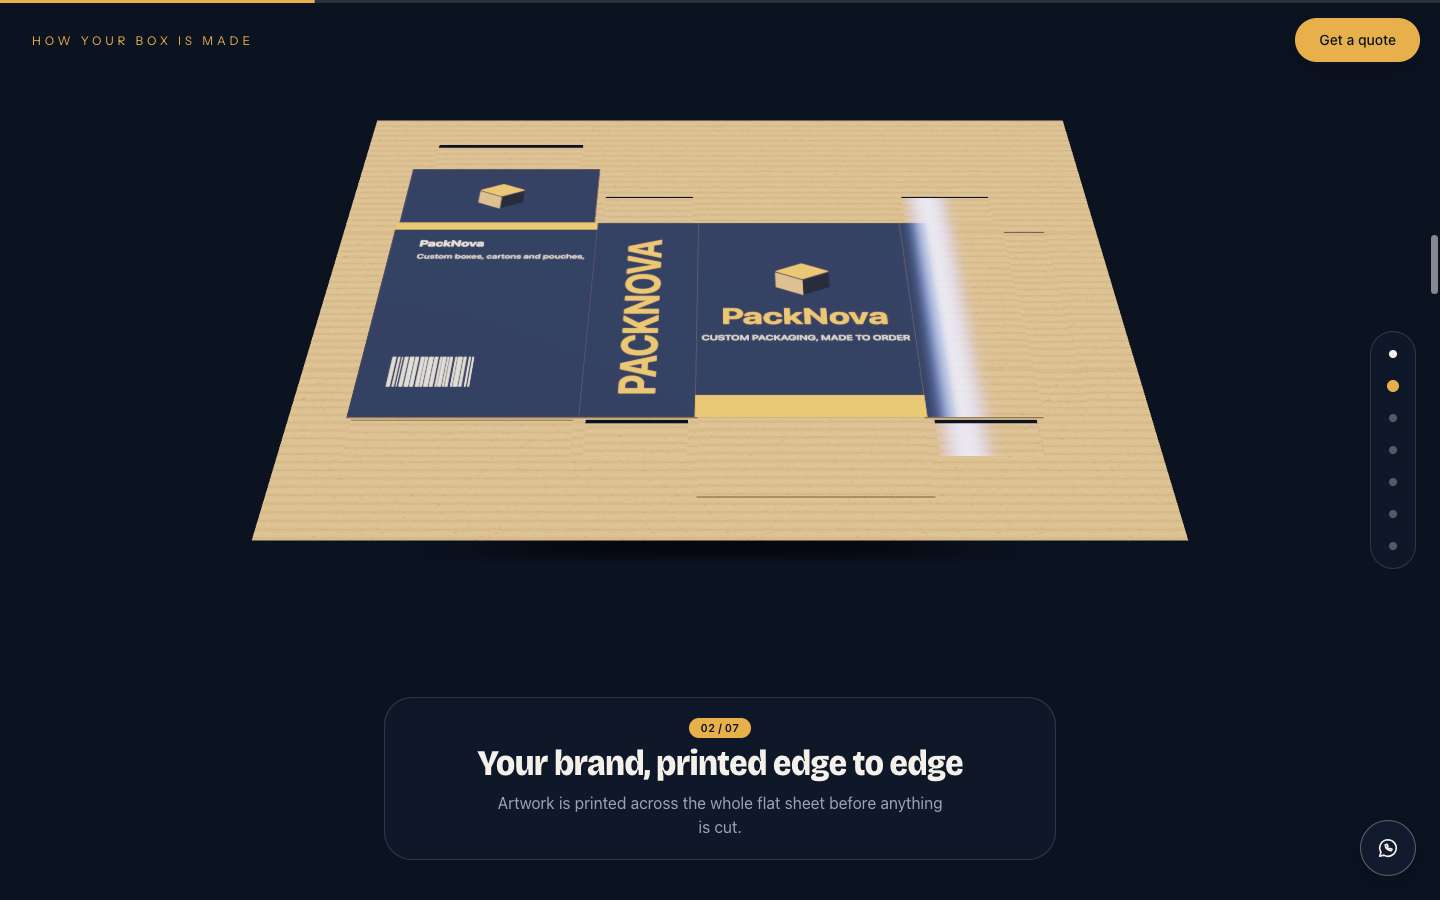 HOW YOUR BOX IS MADE
Get a quote
PackNova
Custom boxes, cartons and pouches,
PACKNOVA
PackNova
CUSTOM PACKAGING, MADE TO ORDER
02 / 07
Your brand, printed edge to edge
Artwork is printed across the whole flat sheet before anything
is cut.